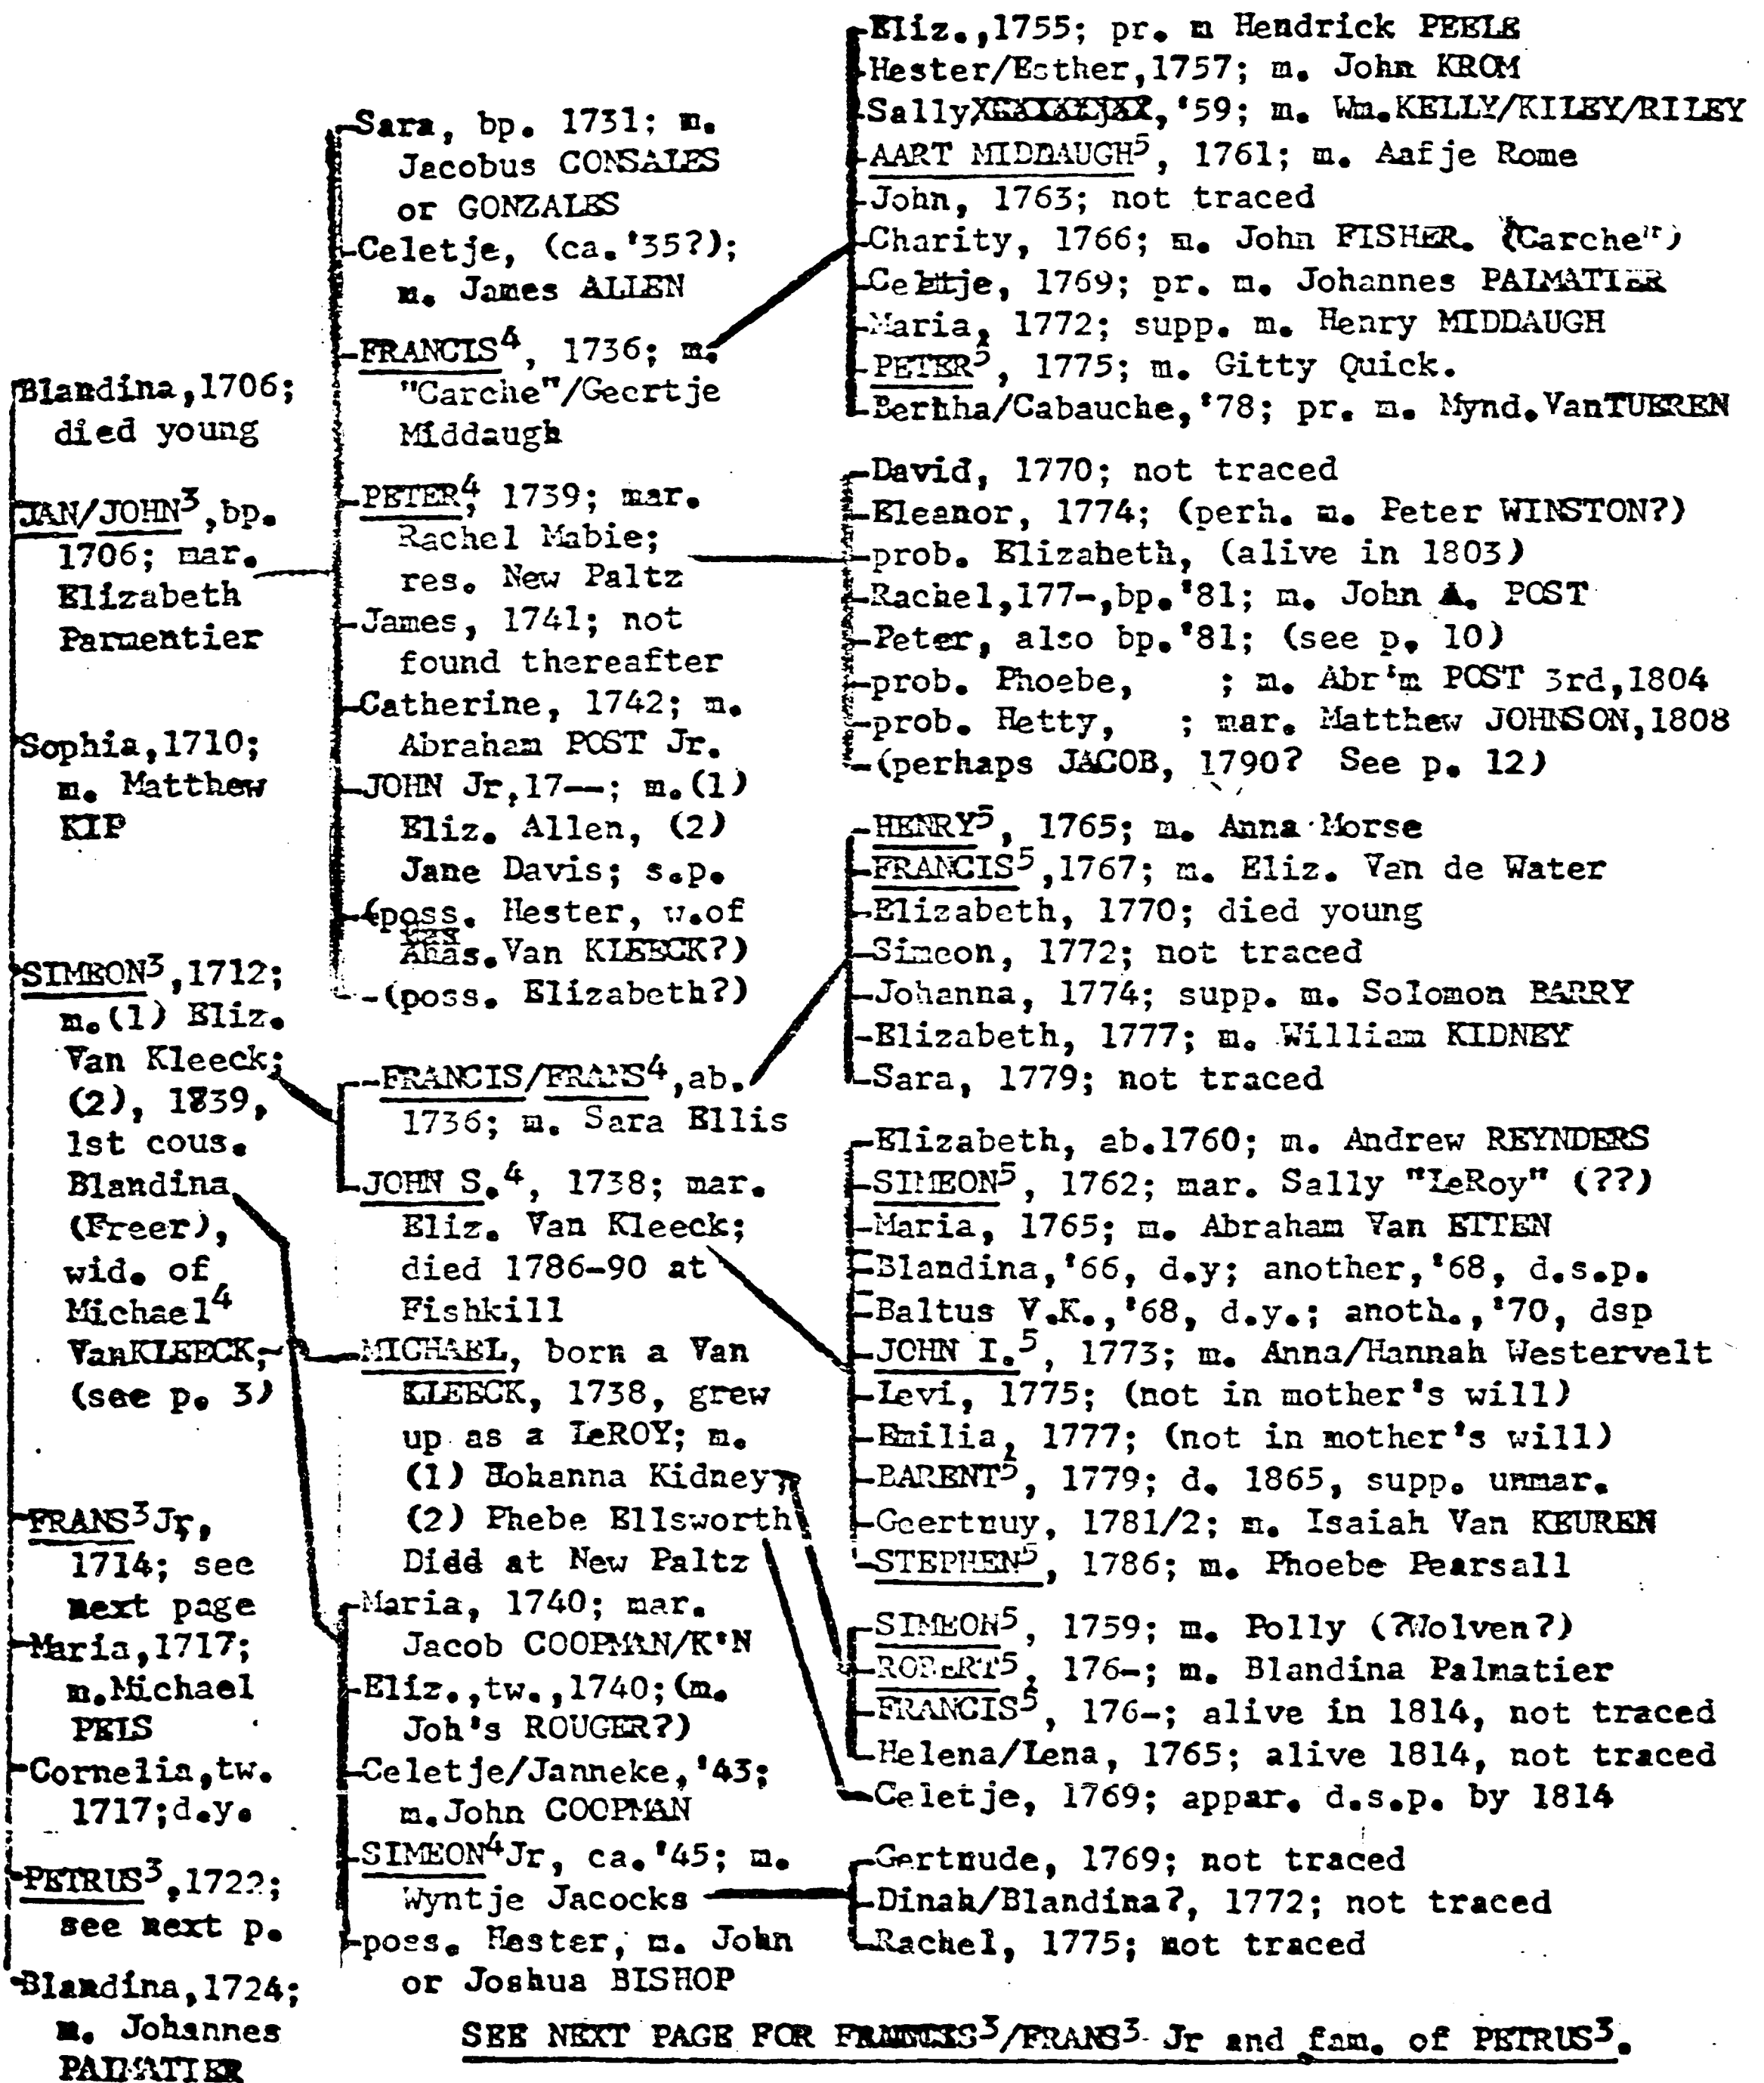 Blandina,1706;
died young
JAN/JOHN3,bp.
1706; mar.
Elizabeth
Parmentier
Sophia,1710;
m. Matthew
KIP
SIMEON3,1712;
m.(1) Eliz.
Van Kleeck;
(2), 1739,
1st cous.
Blandina
(Freer),
wid. of
Michael4
VanKLEECK,
(see p. 3)
FRANS3Jr,
1714; see
next page
Maria,1717;
m.Michael
PELS
Cornelia,tw.
1717;d.y.
PETRUS3,1722;
see next p.
Blandina,1724;
m. Johannes
PALMATIER
Sara, bp. 1731; m.
Jacobus CONSALES
or GONZALES
Celetje, (ca.'35?);
m. James ALLEN
FRANCIS4, 1736; m.
"Carche"/Geertje
Middaugh
PETER4, 1739; mar.
Rachel Mabie;
res. New Paltz
James, 1741; not
found thereafter
Catherine, 1742; m.
Abraham POST Jr.
JOHN Jr,17--; m.(1)
Eliz. Allen, (2)
Jane Davis; s.p.
(poss. Hester, w.of
Ahas.Van KLEECK?)
-(poss. Elizabeth?)
FRANCIS/FRANS4,ab.
1736; m. Sara Ellis
JOHN S.4, 1738; mar.
Eliz. Van Kleeck;
died 1786-90 at
Fishkill
MICHAEL, born a Van
KLEECK, 1738, grew
up as a LeROY; m.
(1) Hohanna Kidney,
(2) Phebe Ellsworth
Died at New Paltz
Maria, 1740; mar.
Jacob COOPMAN/K'N
Eliz.,tw.,1740;(m.
Joh's ROUGER?)
Celetje/Janneke,'43;
m.John COOPMAN
SIMEON4Jr, ca.'45; m.
Wyntje Jacocks
poss. Hester, m. John
or Joshua BISHOP
Eliz.,1755; pr. m Hendrick PEELE
Hester/Esther,1757; m. John KROM
Sally, '59; m. Wm.KELLY/KILEY/RILEY
AART MIDDAUGH5, 1761; m. Aafje Rome
John, 1763; not traced
Charity, 1766; m. John FISHER. (Carche")
Celetje, 1769; pr. m. Johannes PALMATIER
Maria, 1772; supp. m. Henry MIDDAUGH
PETER5, 1775; m. Gitty Quick.
Bertha/Cabauche,'78; pr. m. Mynd.VanTUEREN
David, 1770; not traced
Eleanor, 1774; (perh. m. Peter WINSTON?)
prob. Elizabeth, (alive in 1803)
Rachel,177-,bp.'81; m. John A. POST
Peter, also bp.'81; (see p. 10)
prob. Phoebe, ; m. Abr'm POST 3rd,1804
prob. Hetty, ; mar. Matthew JOHNSON,1808
(perhaps JACOB, 1790? See p. 12)
HENRY5, 1765; m. Anna Morse
FRANCIS5,1767; m. Eliz. Van de Water
Elizabeth, 1770; died young
Simeon, 1772; not traced
Johanna, 1774; supp. m. Solomon BARRY
Elizabeth, 1777; m. William KIDNEY
Sara, 1779; not traced
Elizabeth, ab.1760; m. Andrew REYNDERS
SIMEON5, 1762; mar. Sally "LeRoy" (??)
Maria, 1765; m. Abraham Van ETTEN
Blandina,'66, d.y; another,'68, d.s.p.
Baltus V.K.,'68, d.y.; anoth.,'70, dsp
JOHN I.5, 1773; m. Anna/Hannah Westervelt
Levi, 1775; (not in mother's will)
Emilia, 1777; (not in mother's will)
BARENT5, 1779; d. 1865, supp. unmar.
Geertruy, 1781/2; m. Isaiah Van KEUREN
STEPHEN5, 1786; m. Phoebe Pearsall
SIMEON5, 1759; m. Polly (?Wolven?)
ROBERT5, 176-; m. Blandina Palmatier
FRANCIS5, 176-; alive in 1814, not traced
Helena/Lena, 1765; alive 1814, not traced
Celetje, 1769; appar. d.s.p. by 1814
Gertrude, 1769; not traced
Dinah/Blandina?, 1772; not traced
Rachel, 1775; not traced
SEE NEXT PAGE FOR FRANCIS3/FRANS3 Jr and fam. of PETRUS3.